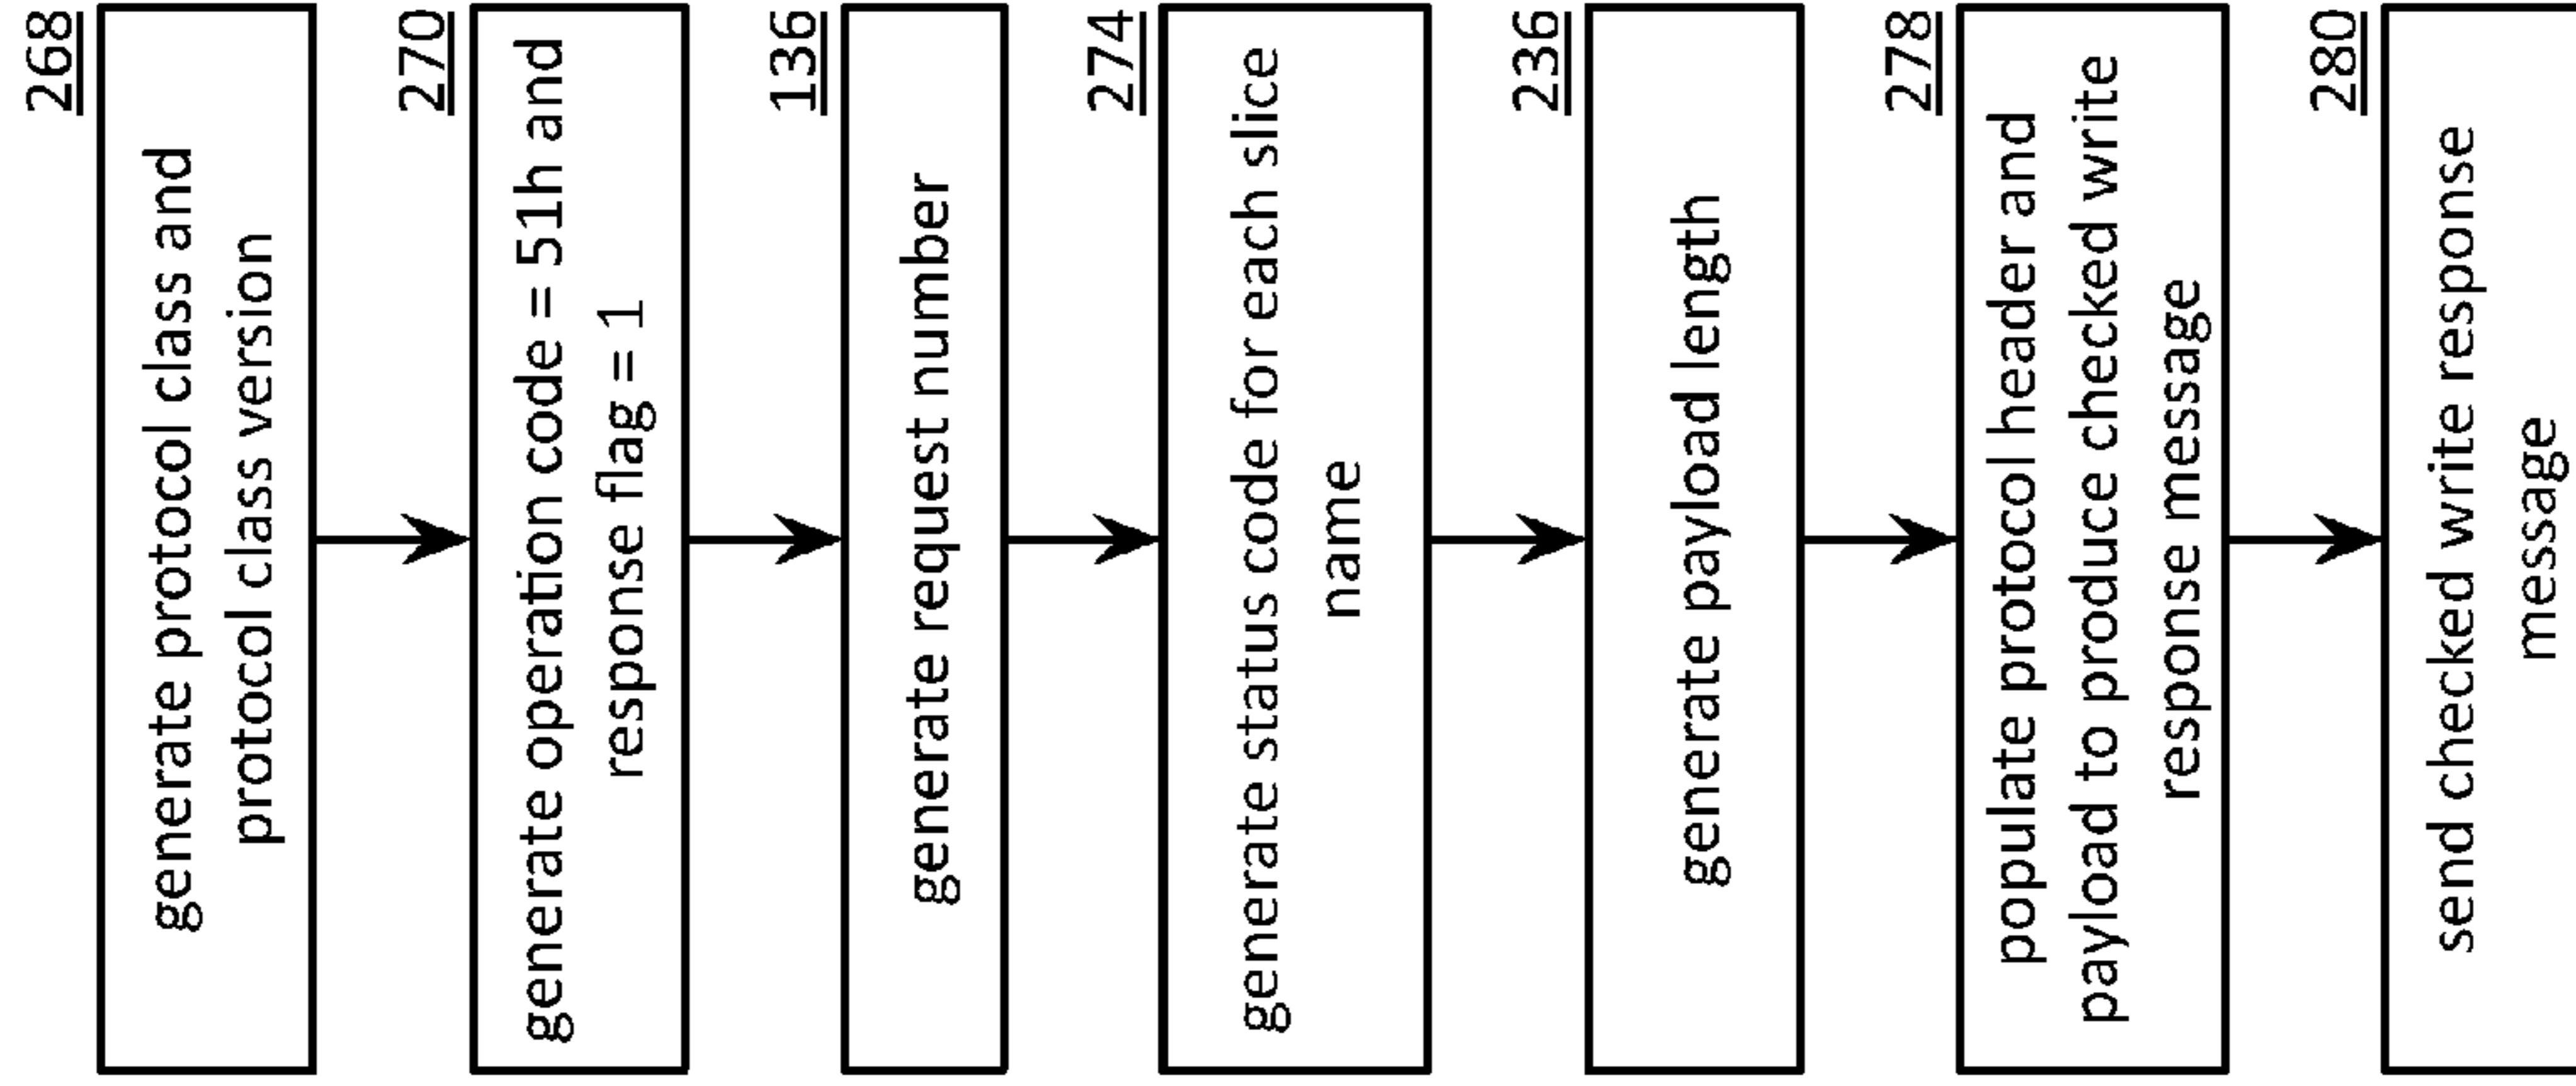 268
generate protocol class and
protocol class version
270
generate operation code = 51h and
response flag = 1
136
generate request number
274
generate status code for each slice
name
236
generate payload length
278
populate protocol header and
payload to produce checked write
response message
280
send checked write response
message